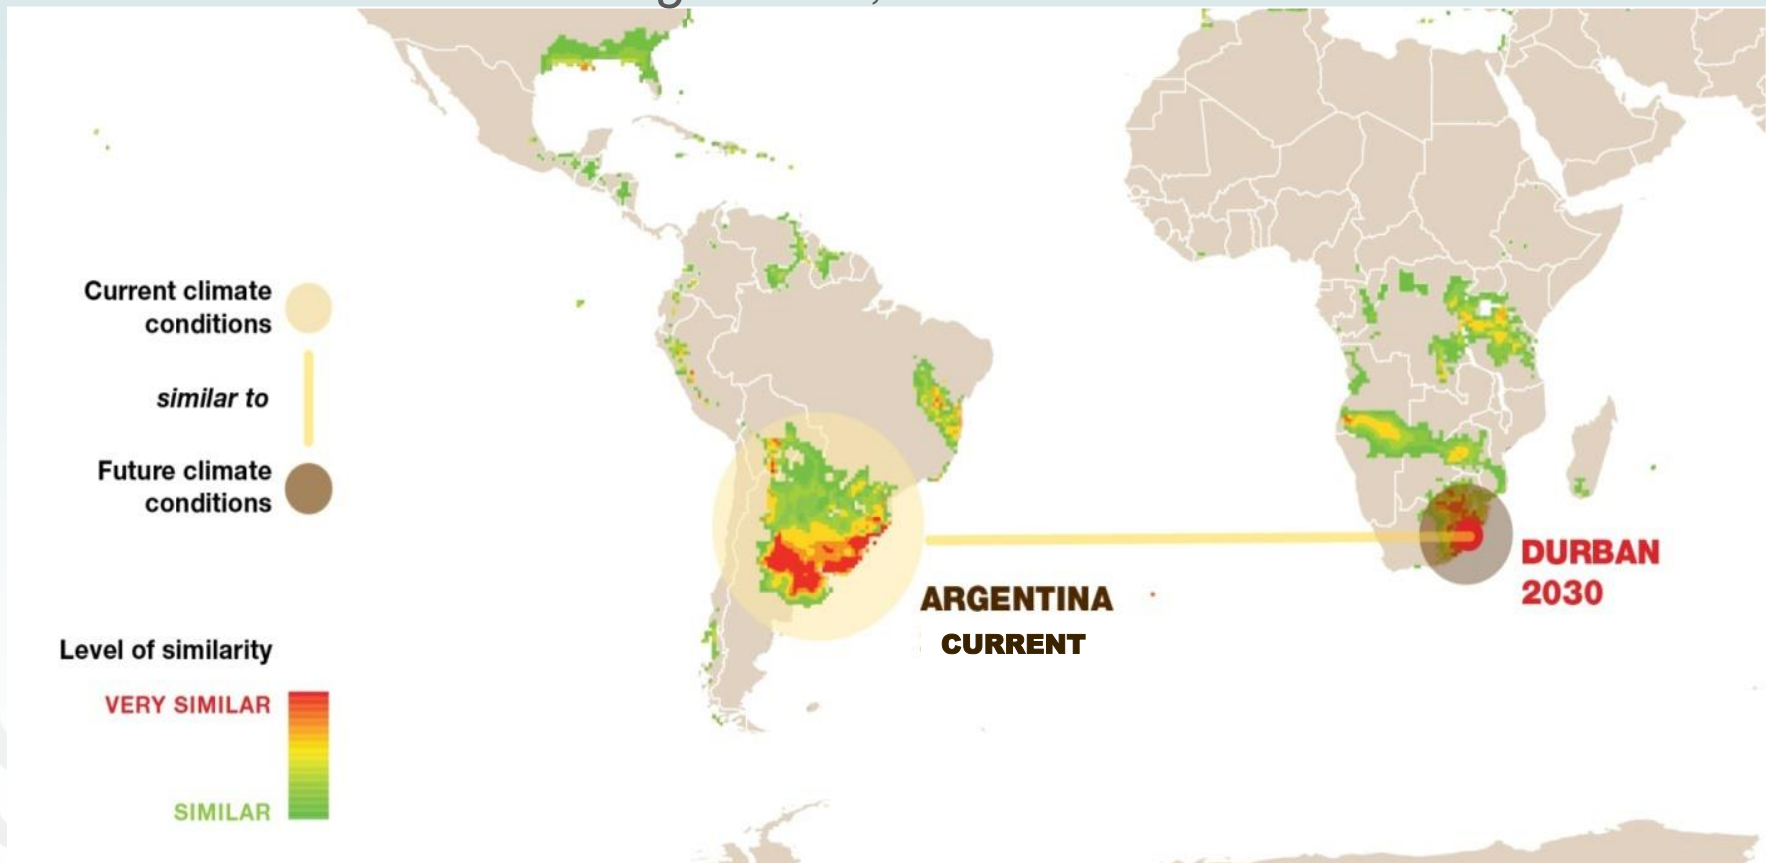 Current climate
conditions
similar to
Future climate
conditions
Level of similarity
VERY SIMILAR
SIMILAR
ARGENTINA
CURRENT
DURBAN
2030